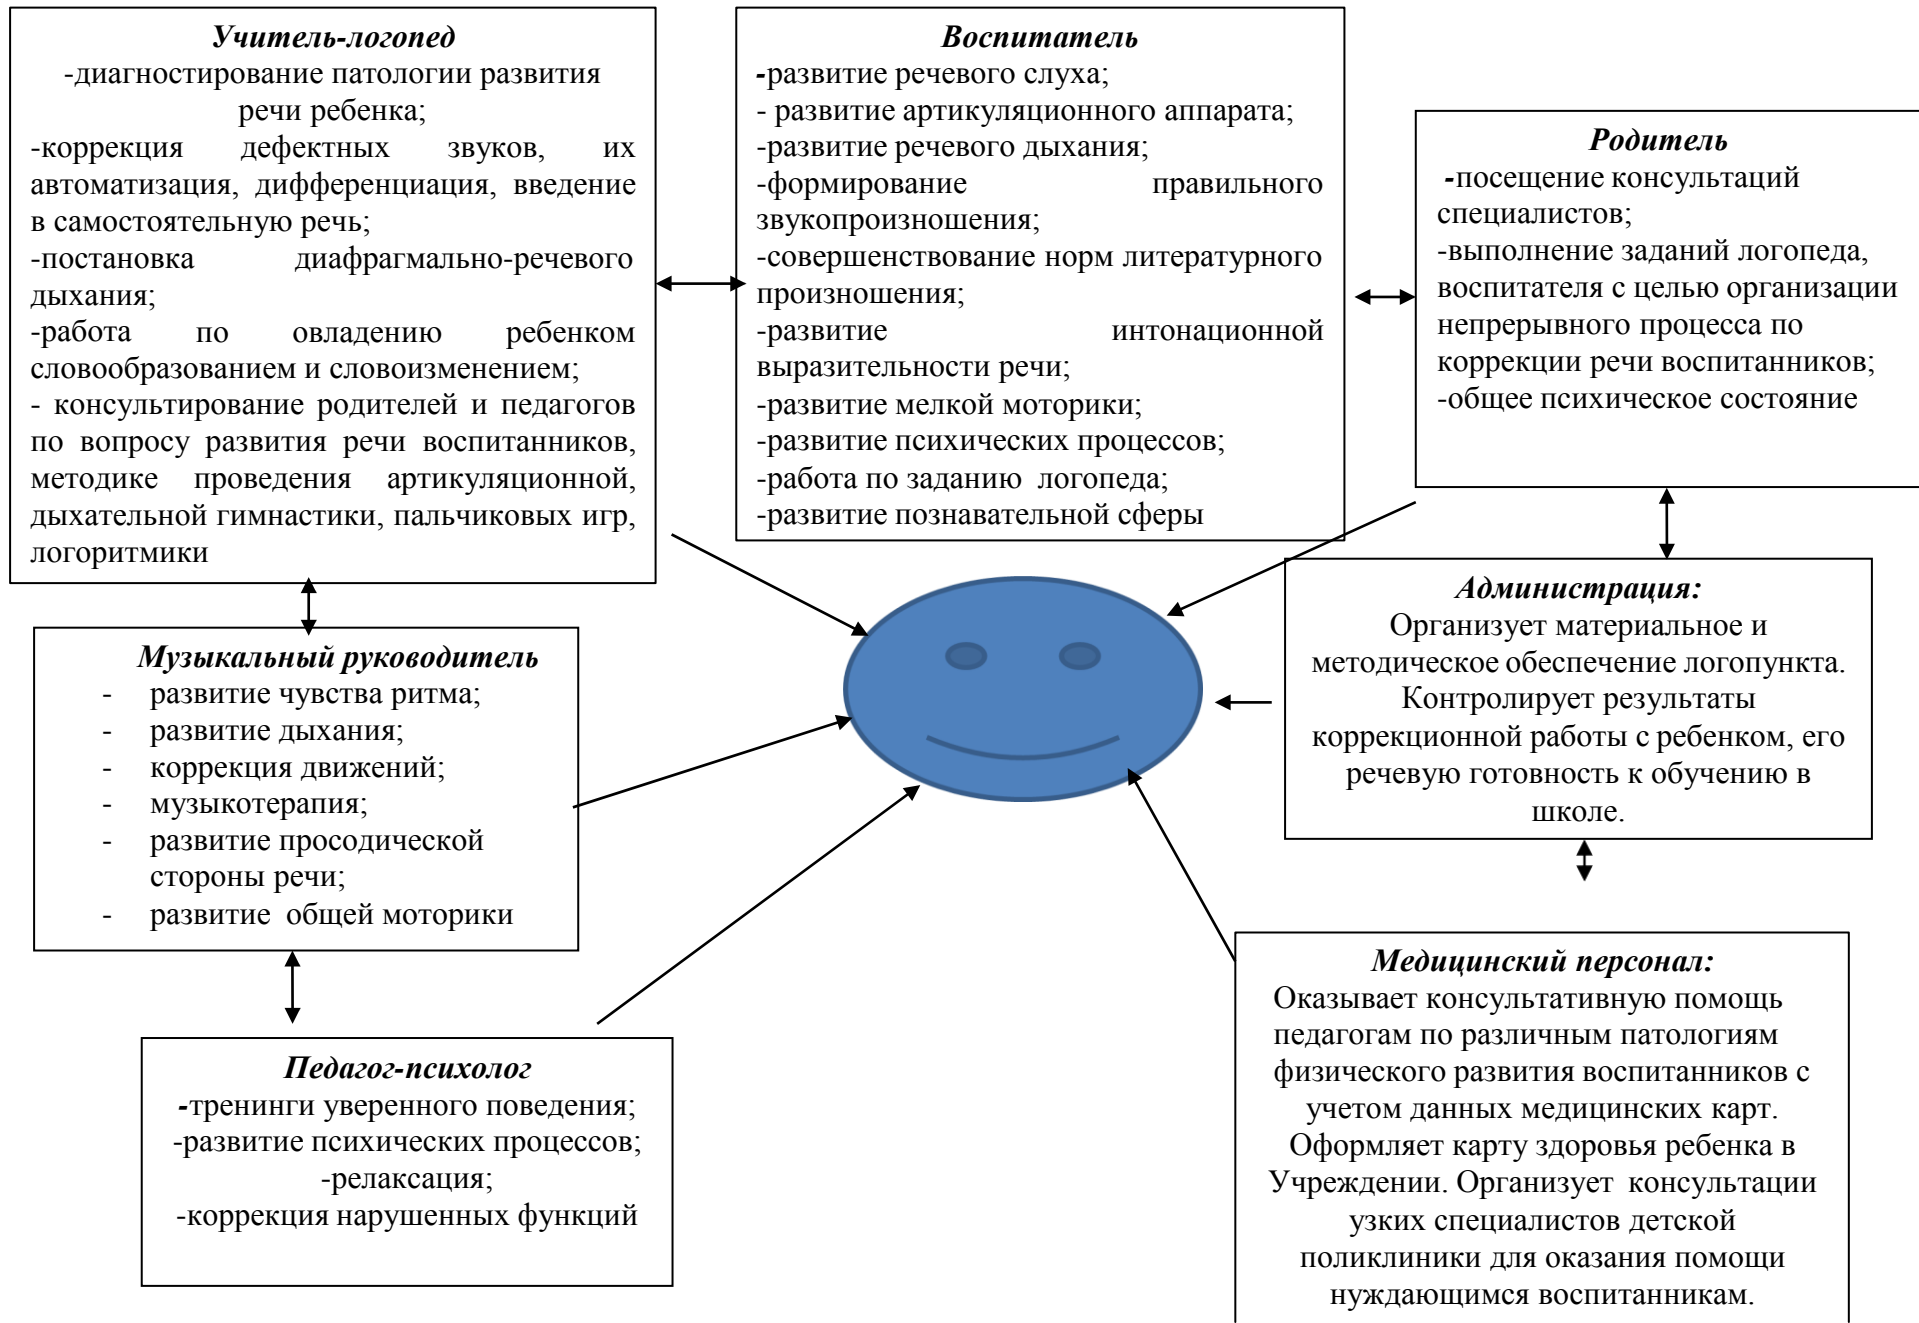 Учитель-логопед
-диагностирование патологии развития
речи ребенка;
-коррекция дефектных звуков, их
автоматизация, дифференциация, введение
в самостоятельную речь;
-постановка диафрагмально-речевого
дыхания;
-работа по овладению ребенком
словообразованием и словоизменением;
- консультирование родителей и педагогов
по вопросу развития речи воспитанников,
методике проведения артикуляционной,
дыхательной гимнастики, пальчиковых игр,
логоритмики
Воспитатель
-развитие речевого слуха;
- развитие артикуляционного аппарата;
-развитие речевого дыхания;
-формирование правильного
звукопроизношения;
-совершенствование норм литературного
произношения;
-развитие интонационной
выразительности речи;
-развитие мелкой моторики;
-развитие психических процессов;
-работа по заданию логопеда;
-развитие познавательной сферы
Родитель
-посещение консультаций
специалистов;
-выполнение заданий логопеда,
воспитателя с целью организации
непрерывного процесса по
коррекции речи воспитанников;
-общее психическое состояние
Администрация:
Организует материальное и
методическое обеспечение логопункта.
Контролирует результаты
коррекционной работы с ребенком, его
речевую готовность к обучению в
школе.
Музыкальный руководитель
- развитие чувства ритма;
- развитие дыхания;
- коррекция движений;
- музыкотерапия;
- развитие просодической
стороны речи;
- развитие общей моторики
Педагог-психолог
-тренинги уверенного поведения;
-развитие психических процессов;
-релаксация;
-коррекция нарушенных функций
Медицинский персонал:
Оказывает консультативную помощь
педагогам по различным патологиям
физического развития воспитанников с
учетом данных медицинских карт.
Оформляет карту здоровья ребенка в
Учреждении. Организует консультации
узких специалистов детской
поликлиники для оказания помощи
нуждающимся воспитанникам.